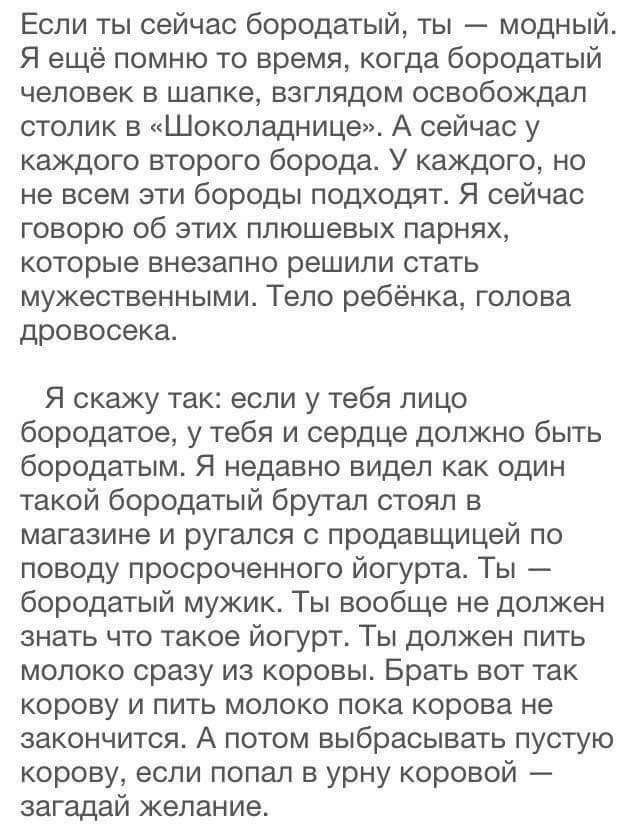 Если ты сейчас бородатый, ты — модный.
Я ещё помню то время, когда бородатый
человек в шапке, взглядом освобождал
столик в «Шоколаднице». А сейчас у
каждого второго борода. У каждого, но
не всем эти бороды подходят. Я сейчас
говорю об этих плюшевых парнях,
которые внезапно решили стать
мужественными. Тело ребёнка, голова
дровосека.
Я скажу так: если у тебя лицо
бородатое, у тебя и сердце должно быть
бородатым. Я недавно видел как один
такой бородатый брутал стоял в
магазине и ругался с продавщицей по
поводу просроченного йогурта. Ты —
бородатый мужик. Ты вообще не должен
знать что такое йогурт. Ты должен пить
молоко сразу из коровы. Брать вот так
корову и пить молоко пока корова не
закончится. А потом выбрасывать пустую
корову, если попал в урну коровой —
загадай желание.